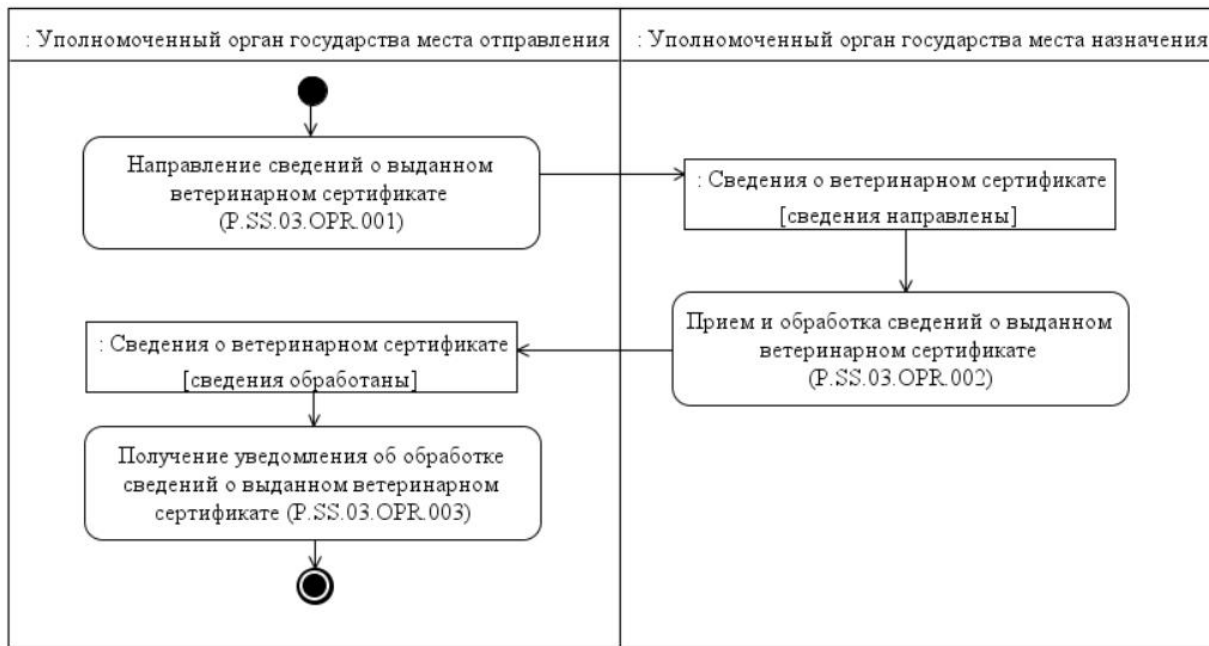 : Уполномоченный орган государства места отправления
: Уполномоченный орган государства места назначения
Направление сведений о выданном
ветеринарном сертификате
(P.SS.03.OPR.001)
: Сведения о ветеринарном сертификате
[сведения направлены]
Прием и обработка сведений о выданном
ветеринарном сертификате
(P.SS.03.OPR.002)
: Сведения о ветеринарном сертификате
[сведения обработаны]
Получение уведомления об обработке
сведений о выданном ветеринарном
сертификате (P.SS.03.OPR.003)